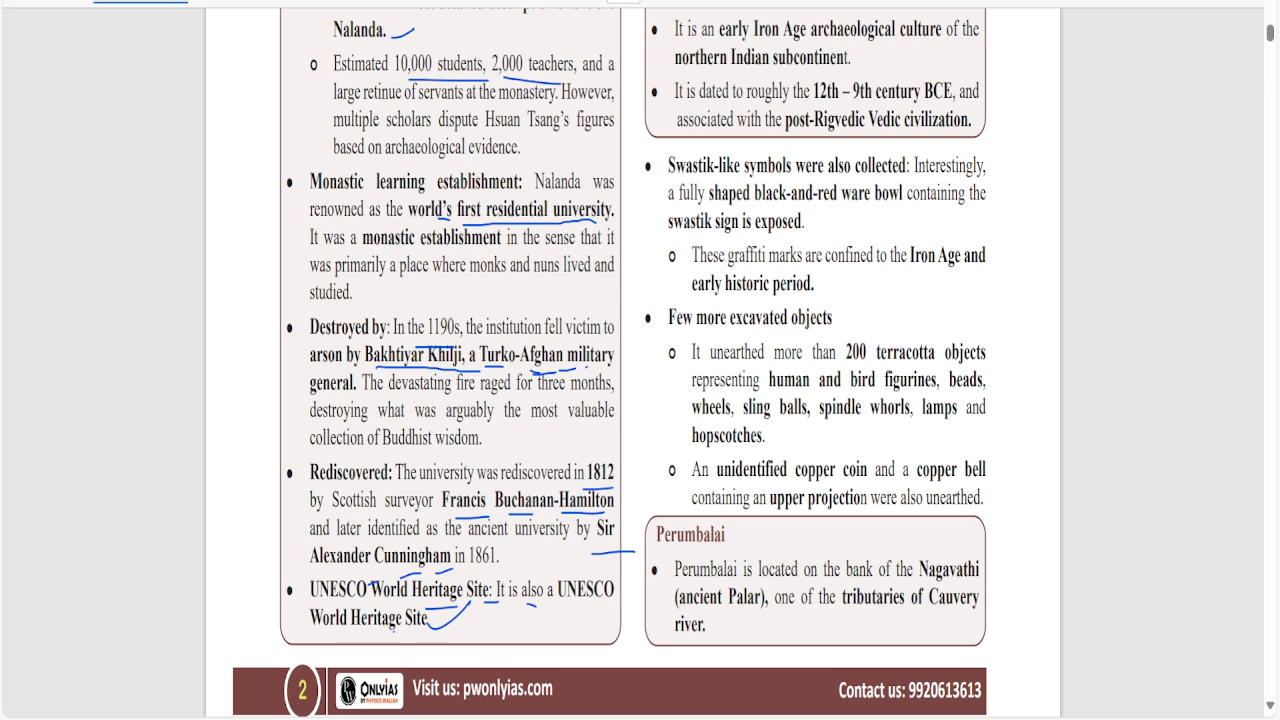 Nalanda.
o Estimated 10,000 students, 2,000 teachers, and a
large retinue of servants at the monastery. However,
multiple scholars dispute Hsuan Tsang's figures
based on archaeological evidence.
• Monastic learning establishment: Nalanda was
renowned as the world's first residential university.
It was a monastic establishment in the sense that it
was primarily a place where monks and nuns lived and
studied.
• Destroyed by: In the 1190s, the institution fell victim to
arson by Bakhtiyar Khilji, a Turko-Afghan military
general. The devastating fire raged for three months,
destroying what was arguably the most valuable
collection of Buddhist wisdom.
• Rediscovered: The university was rediscovered in 1812
by Scottish surveyor Francis Buchanan-Hamilton
and later identified as the ancient university by Sir
Alexander Cunningham in 1861.
• UNESCO World Heritage Site: It is also a UNESCO
World Heritage Site
• It is an early Iron Age archaeological culture of the
northern Indian subcontinent.
• It is dated to roughly the 12th – 9th century BCE, and
associated with the post-Rigvedic Vedic civilization.
• Swastik-like symbols were also collected: Interestingly,
a fully shaped black-and-red ware bowl containing the
swastik sign is exposed.
o These graffiti marks are confined to the Iron Age and
early historic period.
• Few more excavated objects
o It unearthed more than 200 terracotta objects
representing human and bird figurines, beads,
wheels, sling balls, spindle whorls, lamps and
hopscotches.
o An unidentified copper coin and a copper bell
containing an upper projection were also unearthed.
Perumbalai
• Perumbalai is located on the bank of the Nagavathi
(ancient Palar), one of the tributaries of Cauvery
river.
2
ONLYIAS
BY PHYSICS WALLAH
Visit us: pwonlyias.com
Contact us: 9920613613